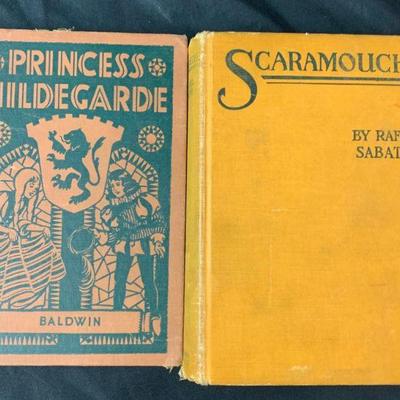 PRINCESS
HILDEGARDE
BALDWIN
SCARAMOUCH
BY RAF
SABAT